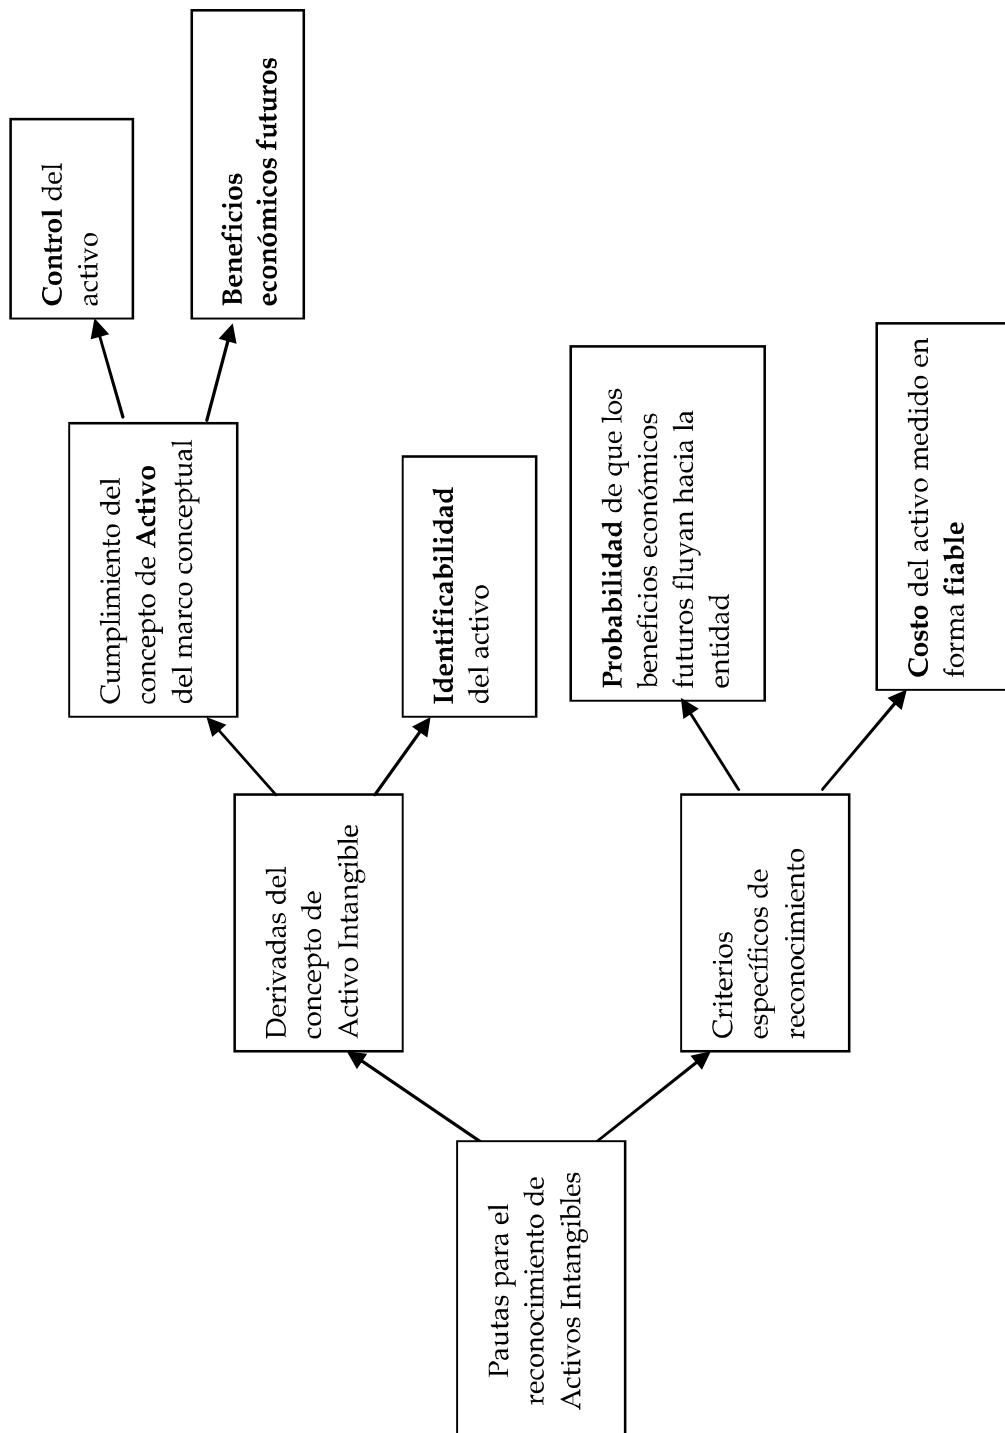 Pautas para el
reconocimiento de
Activos Intangibles
Derivadas del
concepto de
Activo Intangible
Cumplimiento del
concepto de Activo
del marco conceptual
Control del
activo
Beneficios
económicos futuros
Identificabilidad
del activo
Criterios
específicos de
reconocimiento
Probabilidad de que los
beneficios económicos
futuros fluyan hacia la
entidad
Costo del activo medido en
forma fiable